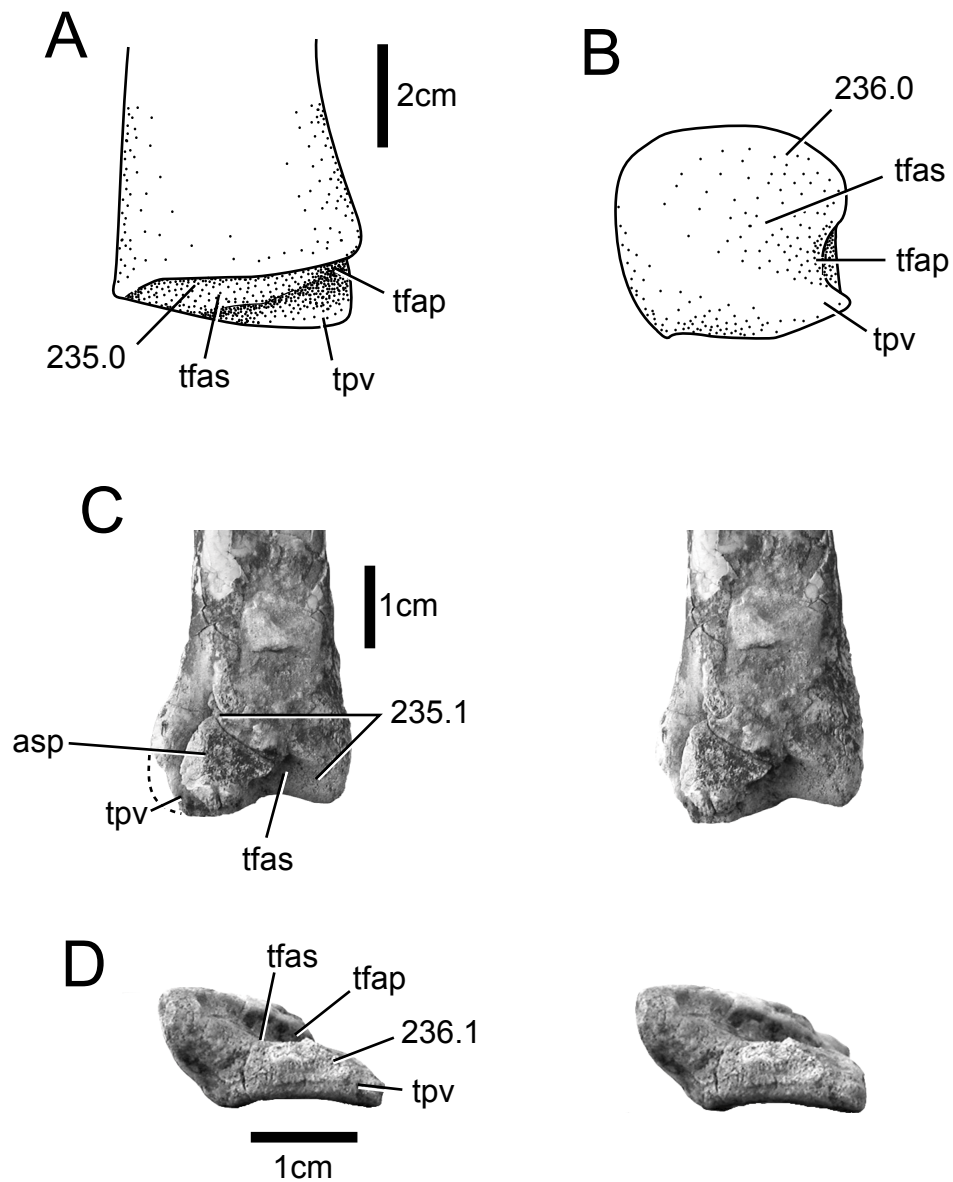 A
2cm
235.0
tfas
tfap
tpv
B
236.0
tfas
tfap
tpv
C
1cm
235.1
asp
tpv
tfas
D
tfas
tfap
236.1
tpv
1cm